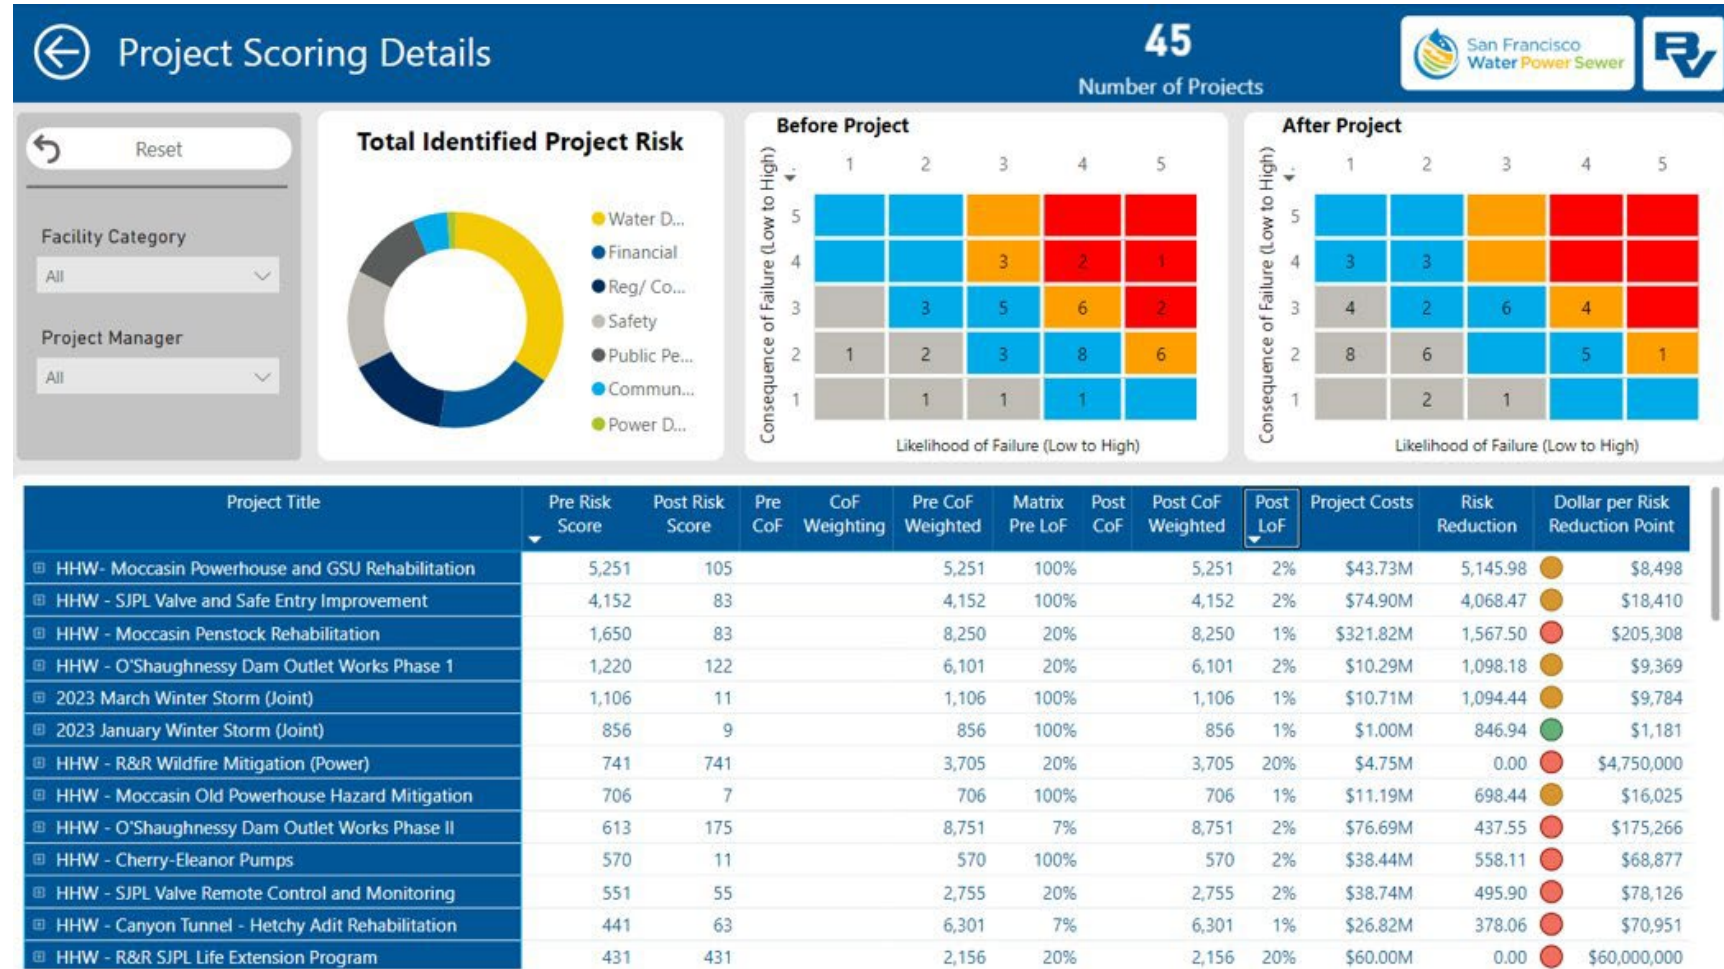 Project Scoring Details
45
Number of Projects
San Francisco
Water Power Sewer
Reset
Facility Category
All
Project Manager
All
Total Identified Project Risk
Water D...
Financial
Reg/ Co...
Safety
Public Pe...
Commun...
Power D...
Before Project
Consequence of Failure (Low to High)
1 2 3 4 5
5
4 3 2 1
3 3 5 6 2
2 1 2 3 8 6
1 1 1 1
Likelihood of Failure (Low to High)
After Project
Consequence of Failure (Low to High)
1 2 3 4 5
5
4 3 3
3 4 2 6 4
2 8 6 5 1
1 2 1
Likelihood of Failure (Low to High)
Project Title Pre Risk Score Post Risk Score Pre CoF CoF Weighting Pre CoF Weighted Matrix Pre LoF Post CoF Post CoF Weighted Post LoF Project Costs Risk Reduction Dollar per Risk Reduction Point
HHW- Moccasin Powerhouse and GSU Rehabilitation 5,251 105 5,251 100% 5,251 2% $43.73M 5,145.98 $8,498
HHW - SJPL Valve and Safe Entry Improvement 4,152 83 4,152 100% 4,152 2% $74.90M 4,068.47 $18,410
HHW - Moccasin Penstock Rehabilitation 1,650 83 8,250 20% 8,250 1% $321.82M 1,567.50 $205,308
HHW - O'Shaughnessy Dam Outlet Works Phase 1 1,220 122 6,101 20% 6,101 2% $10.29M 1,098.18 $9,369
2023 March Winter Storm (Joint) 1,106 11 1,106 100% 1,106 1% $10.71M 1,094.44 $9,784
2023 January Winter Storm (Joint) 856 9 856 100% 856 1% $1.00M 846.94 $1,181
HHW - R&R Wildfire Mitigation (Power) 741 741 3,705 20% 3,705 20% $4.75M 0.00 $4,750,000
HHW - Moccasin Old Powerhouse Hazard Mitigation 706 7 706 100% 706 1% $11.19M 698.44 $16,025
HHW - O'Shaughnessy Dam Outlet Works Phase II 613 175 8,751 7% 8,751 2% $76.69M 437.55 $175,266
HHW - Cherry-Eleanor Pumps 570 11 570 100% 570 2% $38.44M 558.11 $68,877
HHW - SJPL Valve Remote Control and Monitoring 551 55 2,755 20% 2,755 2% $38.74M 495.90 $78,126
HHW - Canyon Tunnel - Hetchy Adit Rehabilitation 441 63 6,301 7% 6,301 1% $26.82M 378.06 $70,951
HHW - R&R SJPL Life Extension Program 431 431 2,156 20% 2,156 20% $60.00M 0.00 $60,000,000